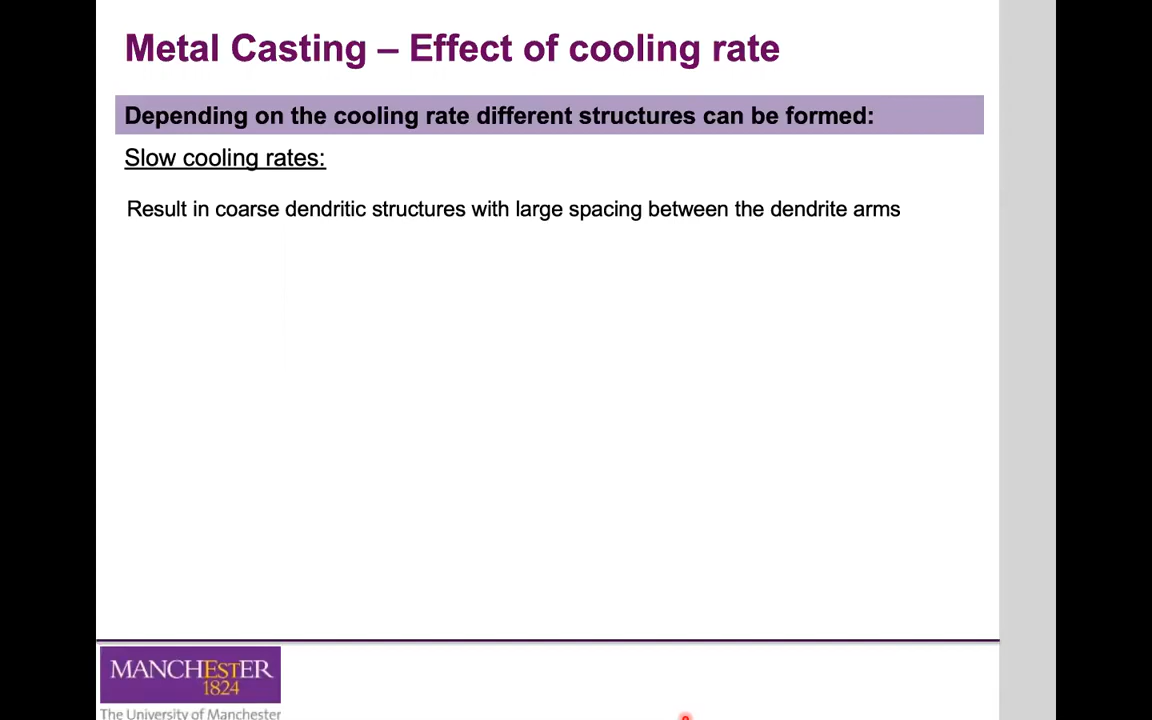 Metal Casting – Effect of cooling rate
Depending on the cooling rate different structures can be formed:
Slow cooling rates:
Result in coarse dendritic structures with large spacing between the dendrite arms
MANCHESTER
1824
The University of Manchester